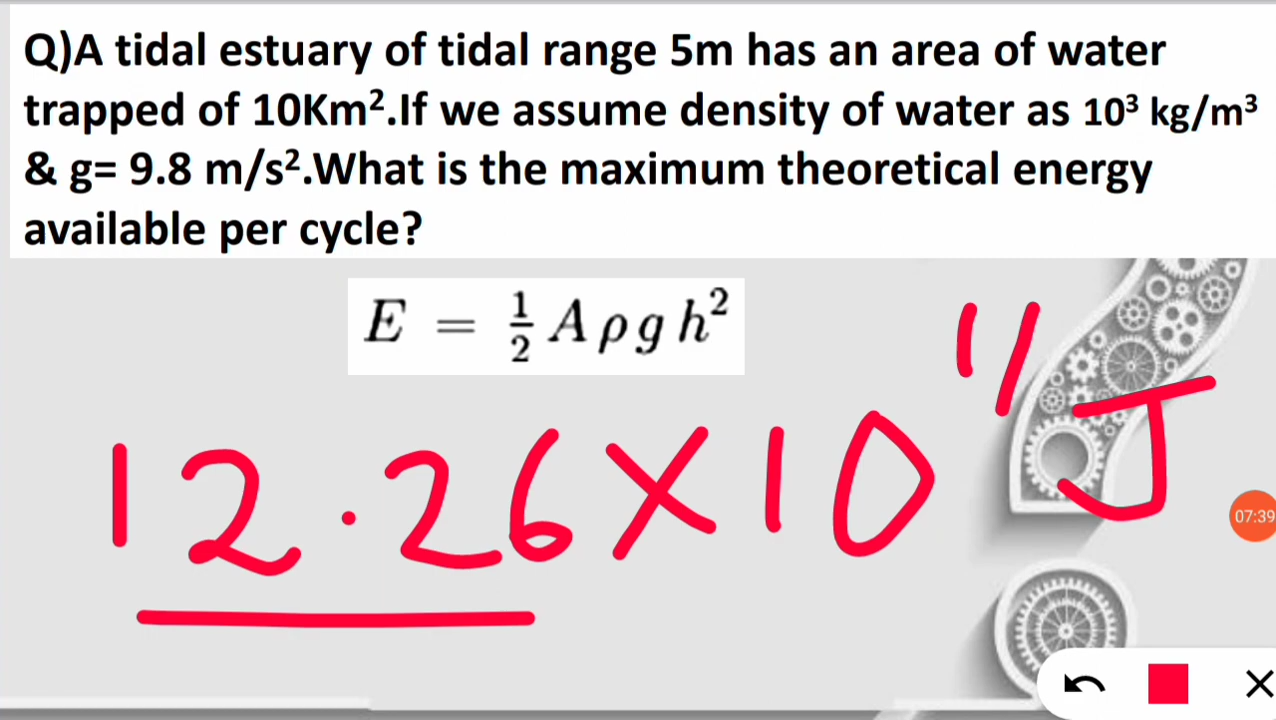 Q)A tidal estuary of tidal range 5m has an area of water
trapped of 10Km².If we assume density of water as 10³ kg/m³
& g= 9.8 m/s².What is the maximum theoretical energy
available per cycle?
E = ½ A ρ g h²
12.26×10¹¹ J
07:39